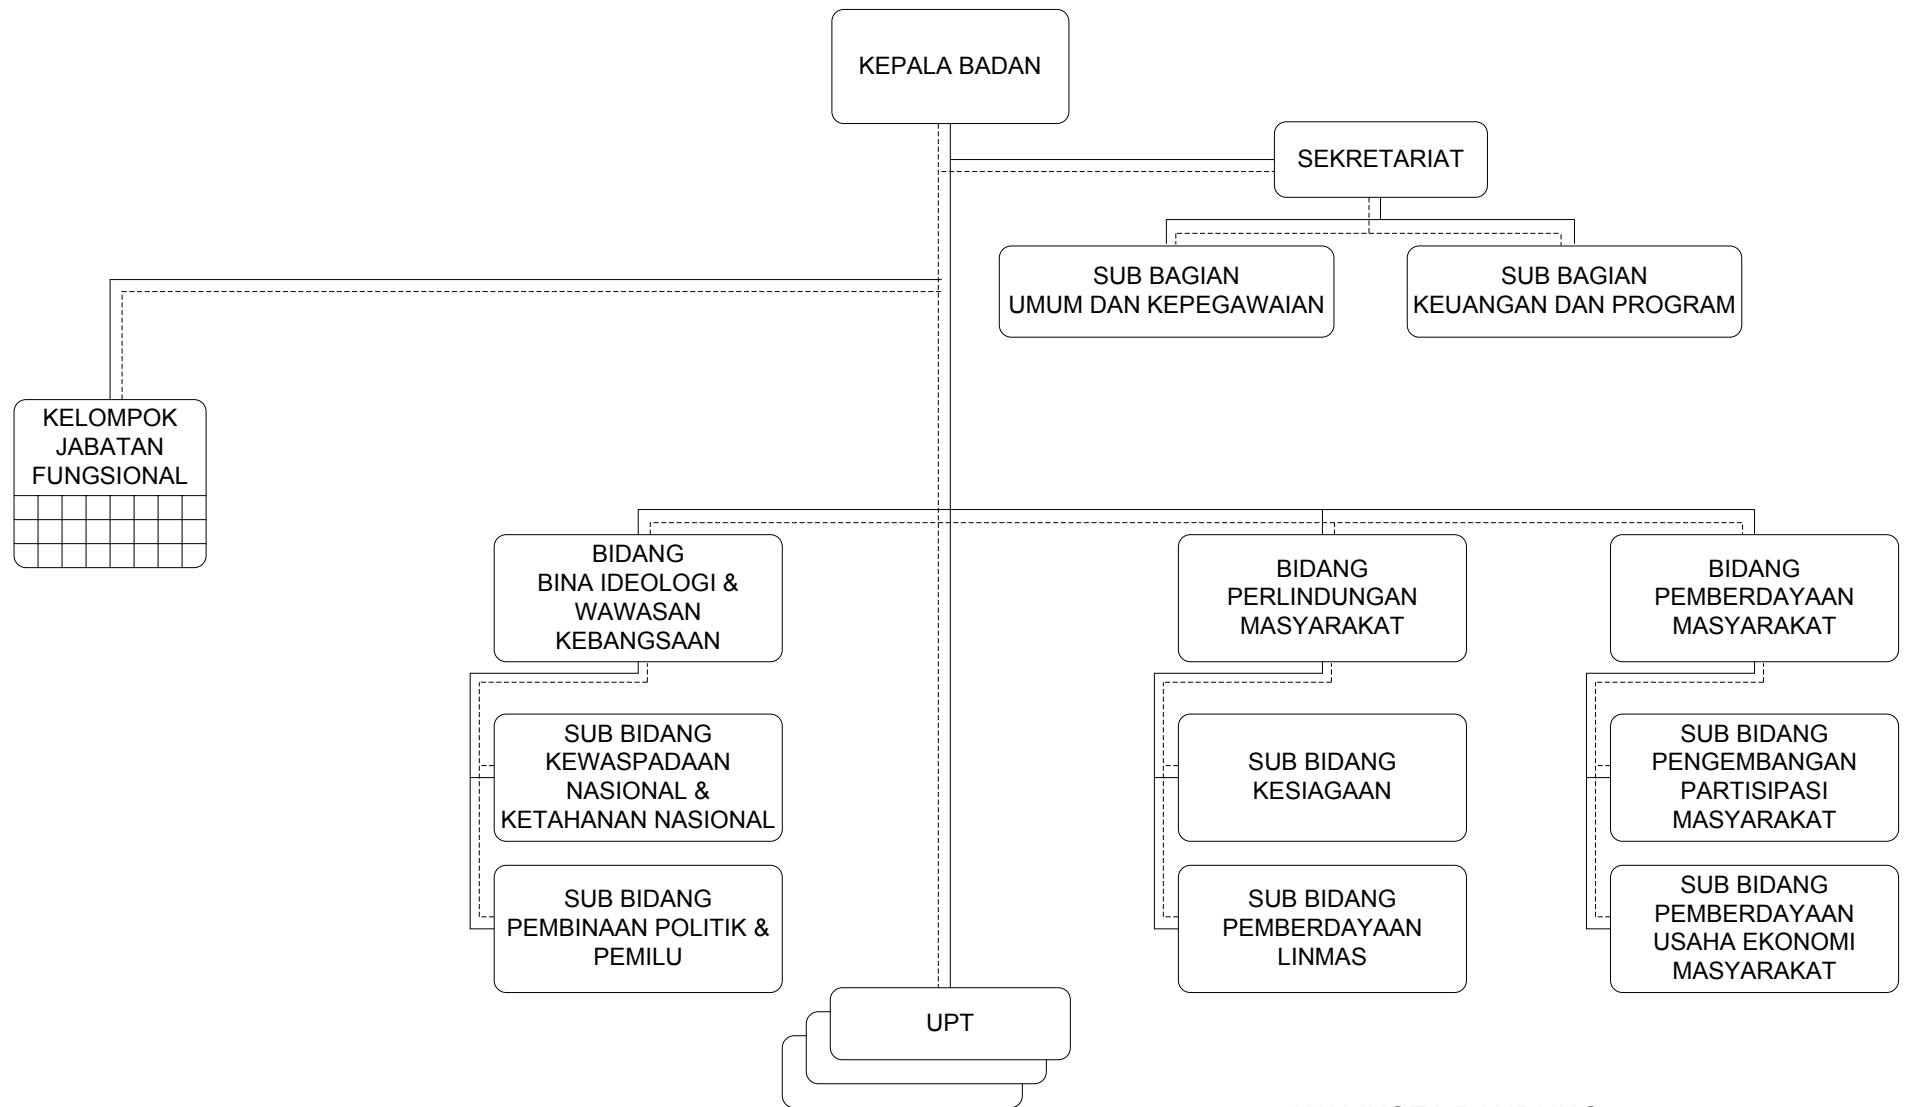 KEPALA BADAN
SEKRETARIAT
SUB BAGIAN
UMUM DAN KEPEGAWAIAN
SUB BAGIAN
KEUANGAN DAN PROGRAM
KELOMPOK
JABATAN
FUNGSIONAL
BIDANG
BINA IDEOLOGI &
WAWASAN
KEBANGSAAN
BIDANG
PERLINDUNGAN
MASYARAKAT
BIDANG
PEMBERDAYAAN
MASYARAKAT
SUB BIDANG
KEWASPADAAN
NASIONAL &
KETAHANAN NASIONAL
SUB BIDANG
KESIAGAAN
SUB BIDANG
PENGEMBANGAN
PARTISIPASI
MASYARAKAT
SUB BIDANG
PEMBINAAN POLITIK &
PEMILU
SUB BIDANG
PEMBERDAYAAN
LINMAS
SUB BIDANG
PEMBERDAYAAN
USAHA EKONOMI
MASYARAKAT
UPT